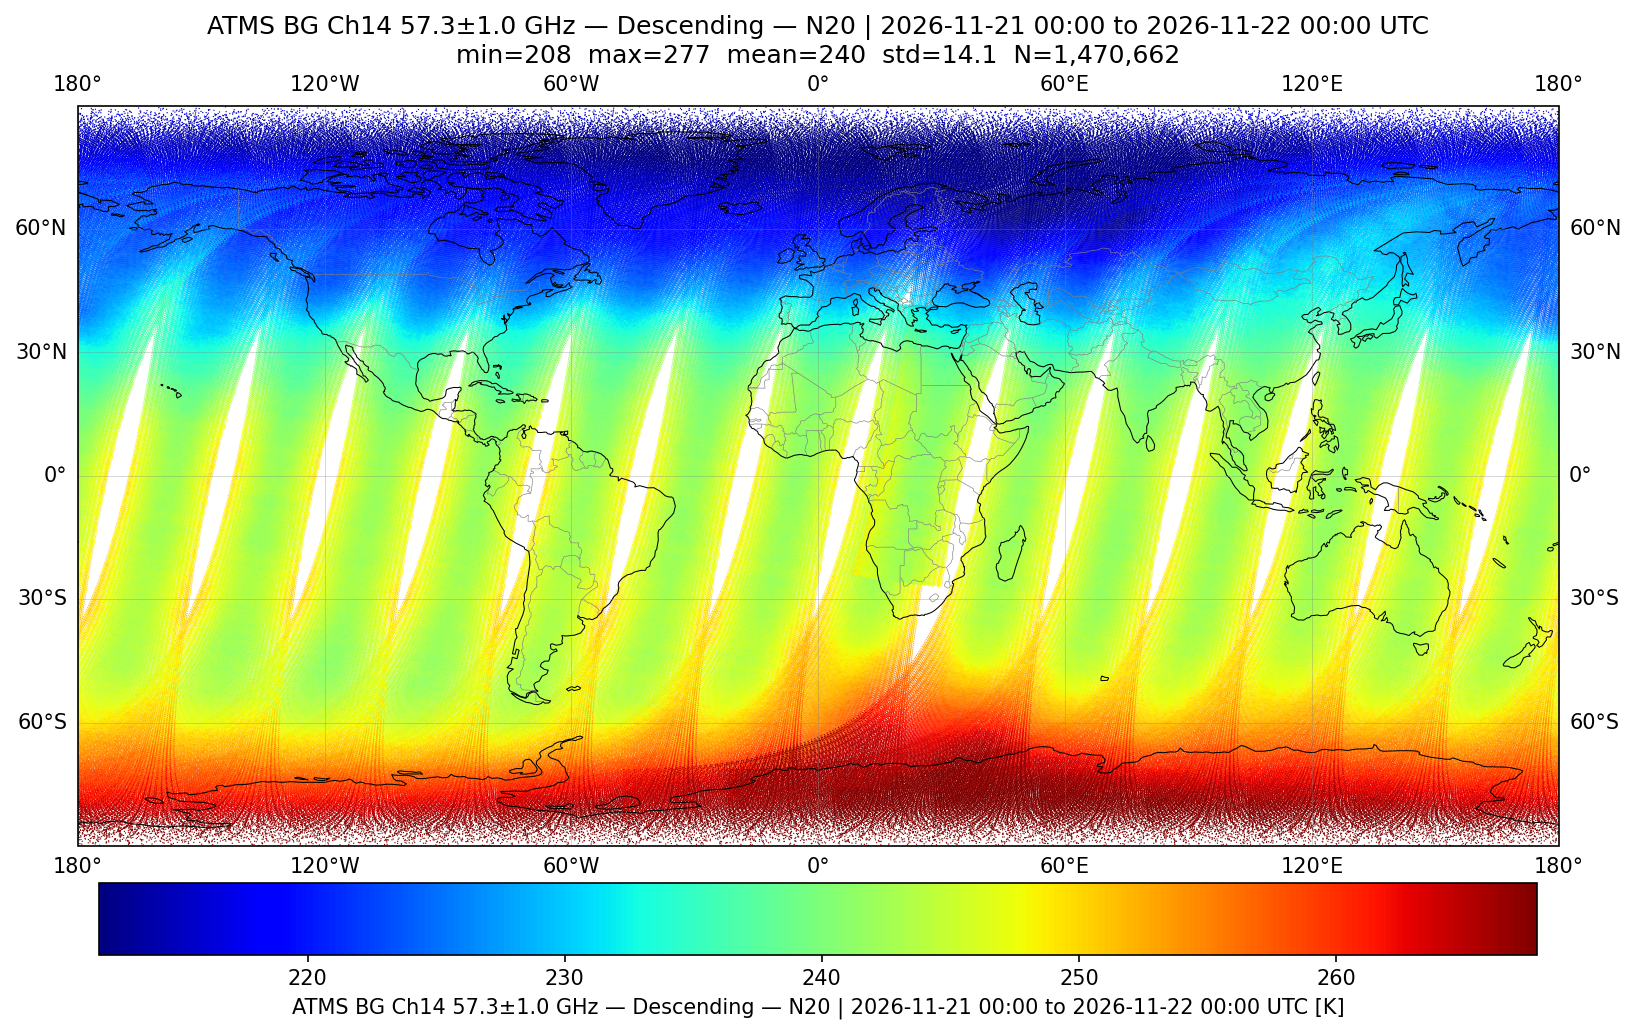 ATMS BG Ch14 57.3±1.0 GHz — Descending — N20 | 2026-11-21 00:00 to 2026-11-22 00:00 UTC
min=208 max=277 mean=240 std=14.1 N=1,470,662
180° 120°W 60°W 0° 60°E 120°E 180°
60°N 60°N
30°N 30°N
0° 0°
30°S 30°S
60°S 60°S
180° 120°W 60°W 0° 60°E 120°E 180°
220 230 240 250 260
ATMS BG Ch14 57.3±1.0 GHz — Descending — N20 | 2026-11-21 00:00 to 2026-11-22 00:00 UTC [K]